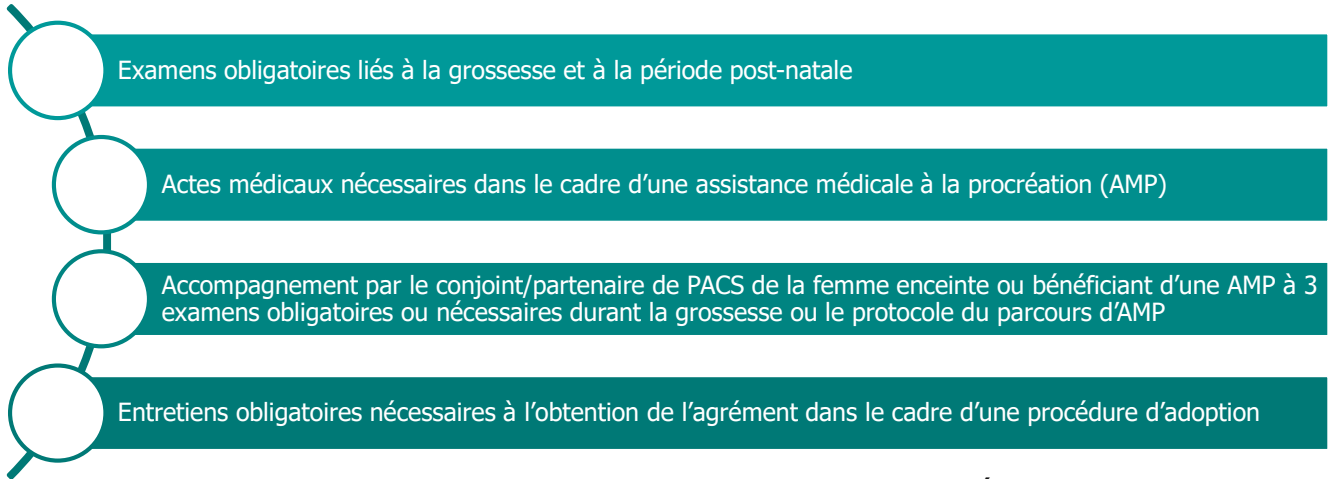 Examens obligatoires liés à la grossesse et à la période post-natale
Actes médicaux nécessaires dans le cadre d’une assistance médicale à la procréation (AMP)
Accompagnement par le conjoint/partenaire de PACS de la femme enceinte ou bénéficiant d’une AMP à 3
examens obligatoires ou nécessaires durant la grossesse ou le protocole du parcours d’AMP
Entretiens obligatoires nécessaires à l’obtention de l’agrément dans le cadre d’une procédure d’adoption